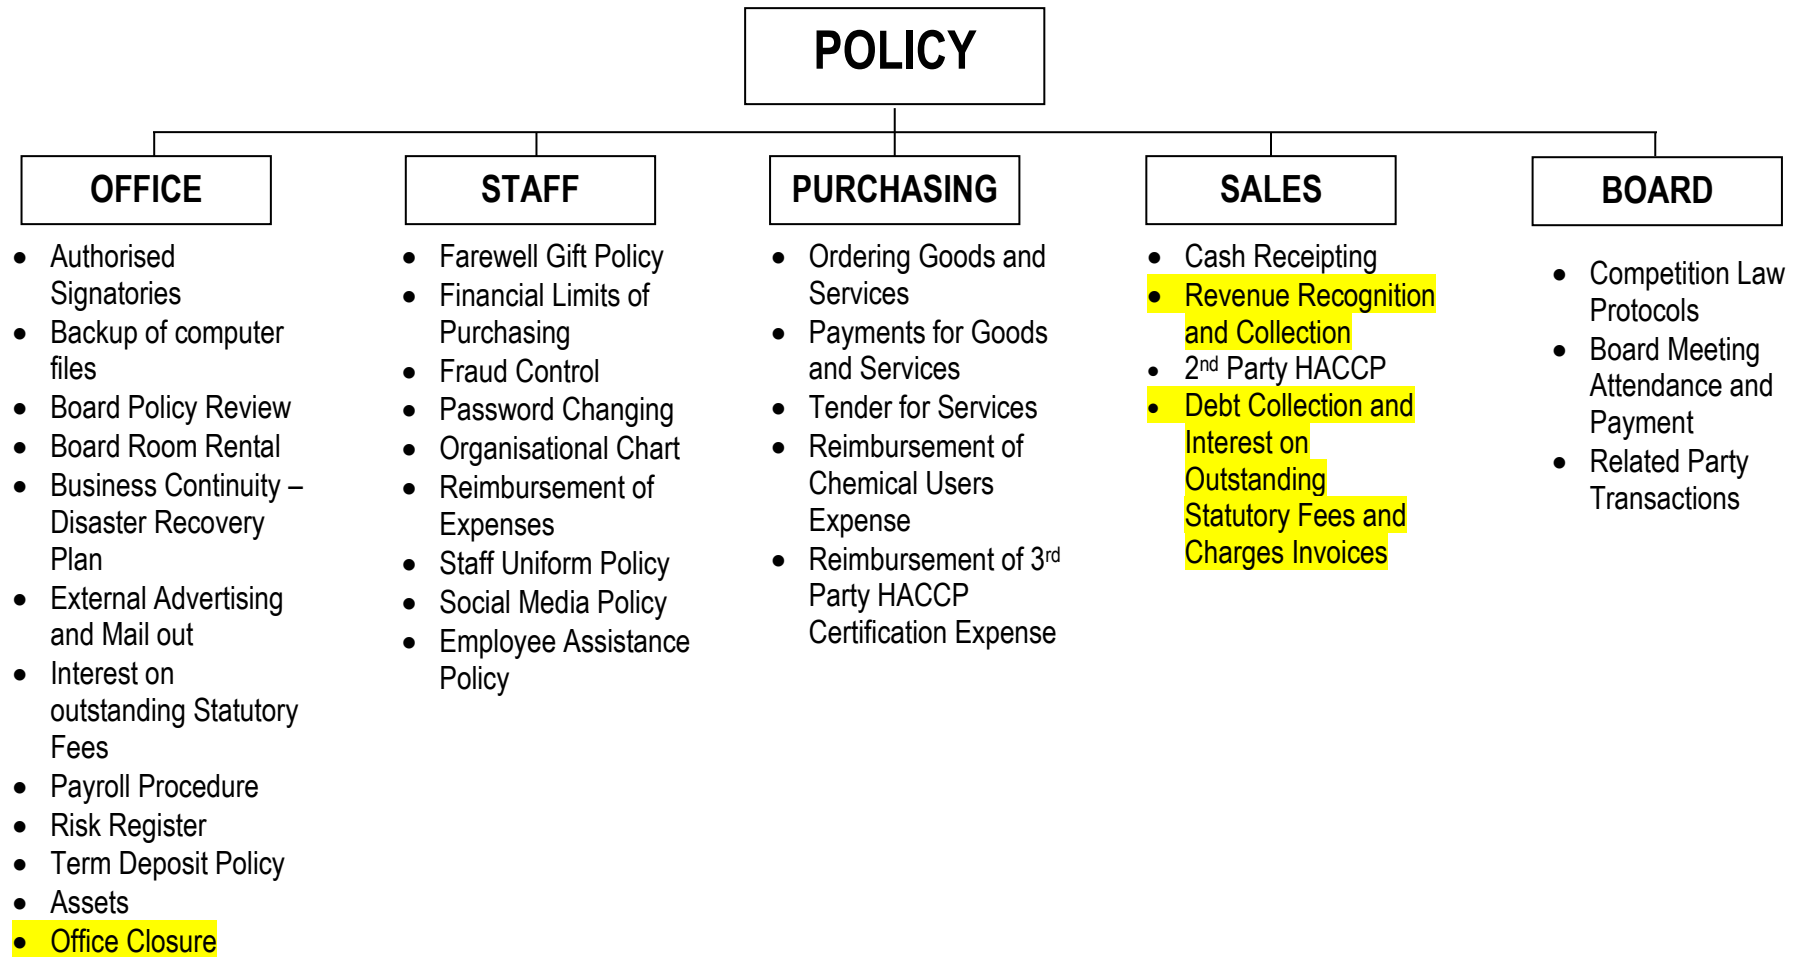 POLICY
OFFICE
• Authorised
Signatories
• Backup of computer
files
• Board Policy Review
• Board Room Rental
• Business Continuity –
Disaster Recovery
Plan
• External Advertising
and Mail out
• Interest on
outstanding Statutory
Fees
• Payroll Procedure
• Risk Register
• Term Deposit Policy
• Assets
• Office Closure
STAFF
• Farewell Gift Policy
• Financial Limits of
Purchasing
• Fraud Control
• Password Changing
• Organisational Chart
• Reimbursement of
Expenses
• Staff Uniform Policy
• Social Media Policy
• Employee Assistance
Policy
PURCHASING
• Ordering Goods and
Services
• Payments for Goods
and Services
• Tender for Services
• Reimbursement of
Chemical Users
Expense
• Reimbursement of 3rd
Party HACCP
Certification Expense
SALES
• Cash Receipting
• Revenue Recognition
and Collection
• 2nd Party HACCP
• Debt Collection and
Interest on
Outstanding
Statutory Fees and
Charges Invoices
BOARD
• Competition Law
Protocols
• Board Meeting
Attendance and
Payment
• Related Party
Transactions